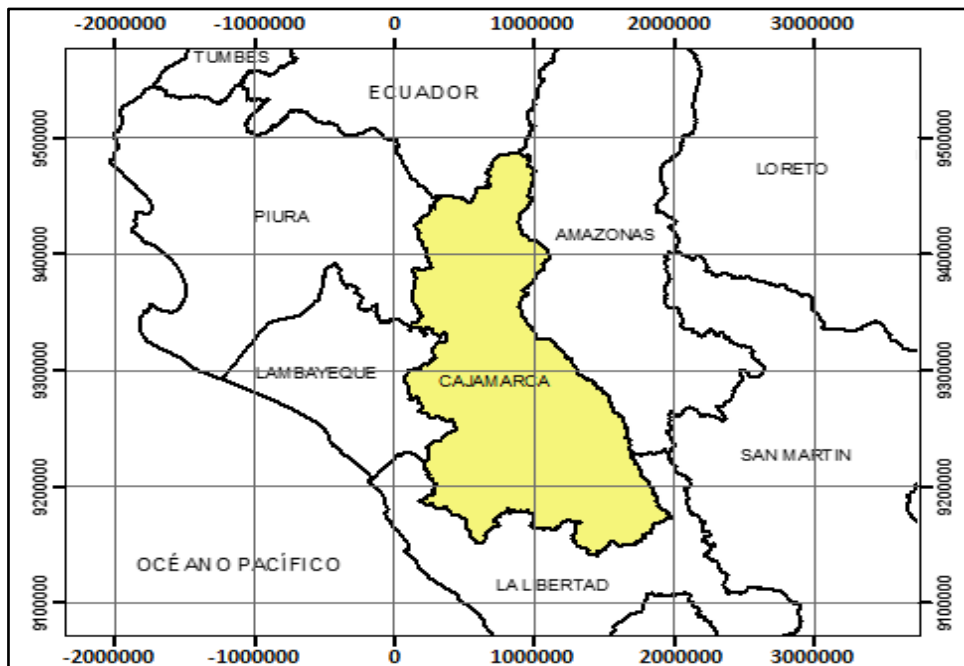 -2000000 -1000000 0 1000000 2000000 3000000
TUMBES
ECUADOR
9500000 9500000
LORETO
PIURA
AMAZONAS
9400000 9400000
9300000 9300000
LAMBAYEQUE
CAJAMARCA
SAN MARTIN
9200000 9200000
OCÉANO PACÍFICO
LA LIBERTAD
9100000 9100000
-2000000 -1000000 0 1000000 2000000 3000000